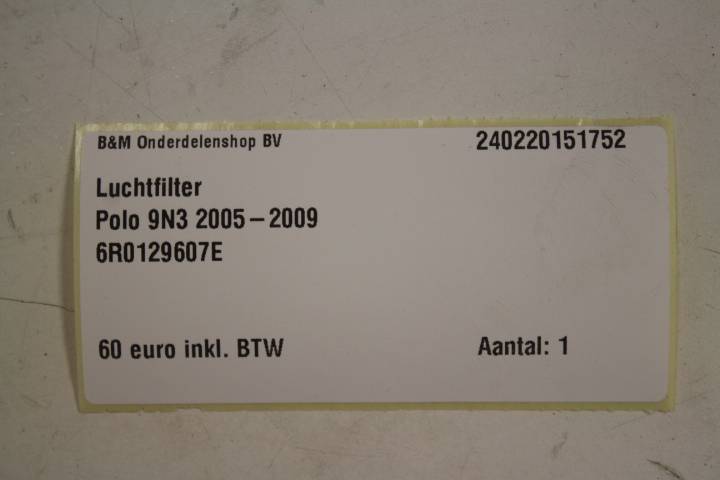 B&M Onderdelenshop BV 240220151752
Luchtfilter
Polo 9N3 2005 – 2009
6R0129607E
60 euro inkl. BTW Aantal: 1